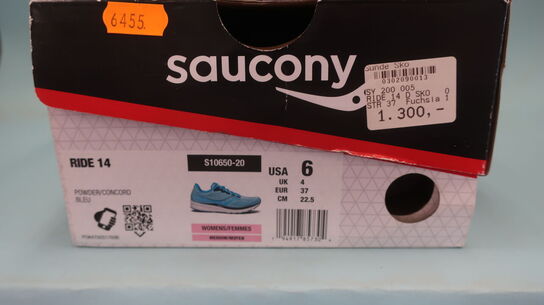 6455.
saucony
Sunde Sko
0302090013
SY 200 005
RIDE 14 D SKO 0
STR 37 Fuchsia 1
1.300,-
RIDE 14
S10650-20
USA 6
UK 4
EUR 37
CM 22.5
POWDER/CONCORD
BLEU
WOMENS/FEMMES